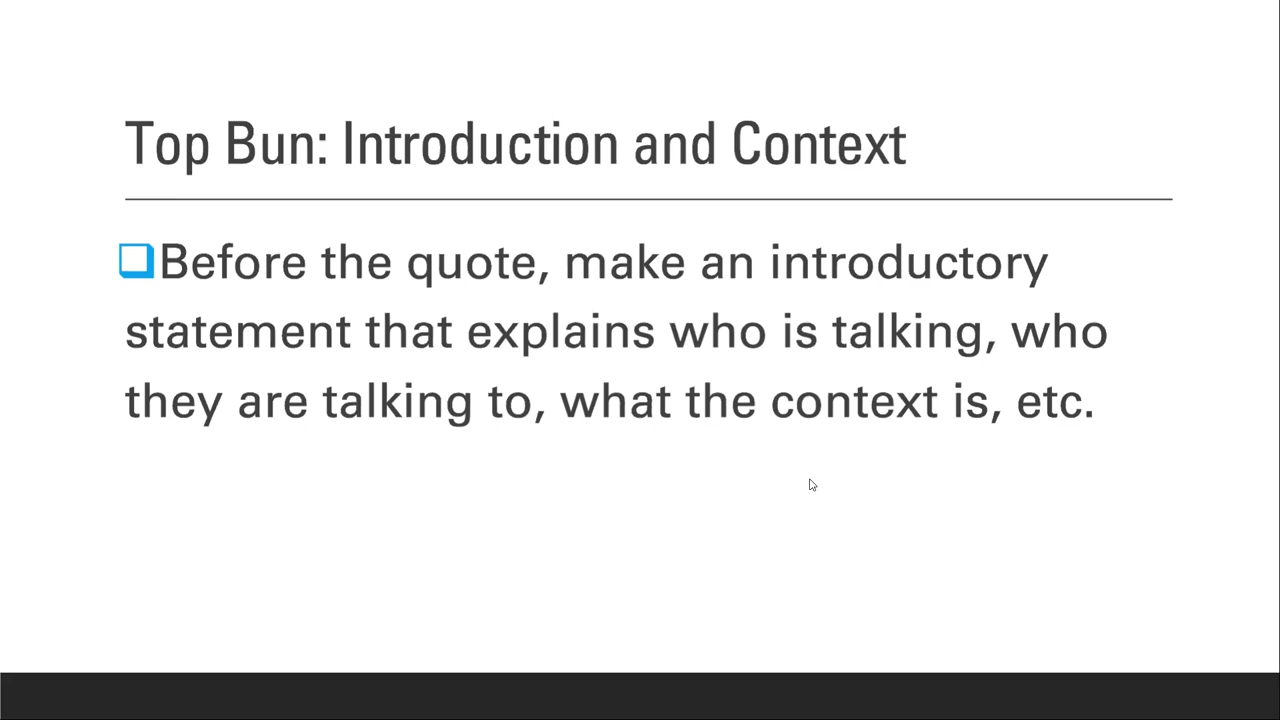 Top Bun: Introduction and Context
Before the quote, make an introductory
statement that explains who is talking, who
they are talking to, what the context is, etc.